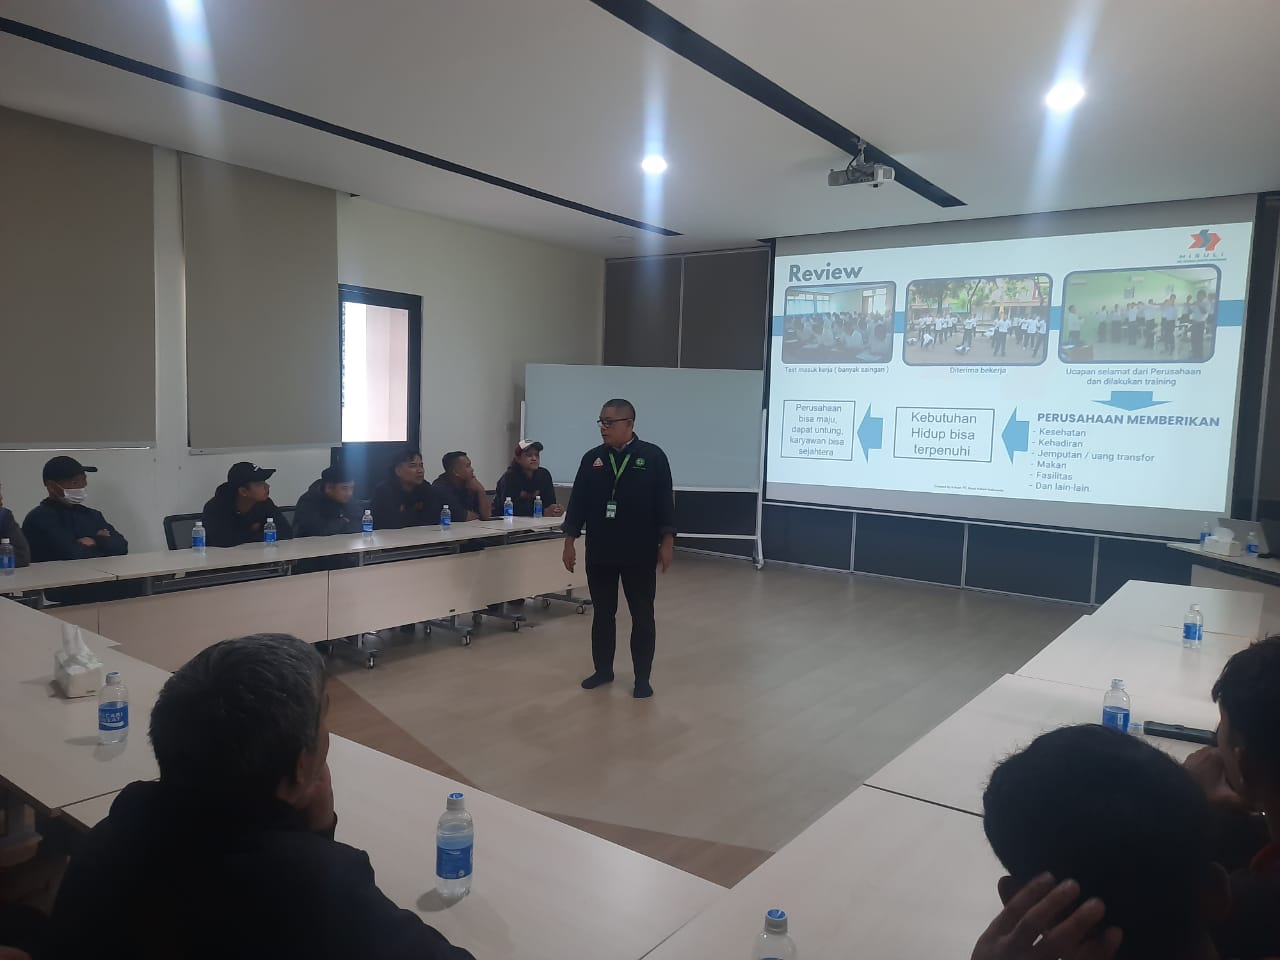 Review
MISULI
Test masuk kerja ( banyak saingan )
Diterima bekerja
Ucapan selamat dari Perusahaan
dan dilakukan training
PERUSAHAAN MEMBERIKAN
- Kesehatan
- Kehadiran
- Jemputan / uang transfor
- Makan
- Fasilitas
- Dan lain-lain.
Kebutuhan
Hidup bisa
terpenuhi
Perusahaan
bisa maju,
dapat untung,
karyawan bisa
sejahtera